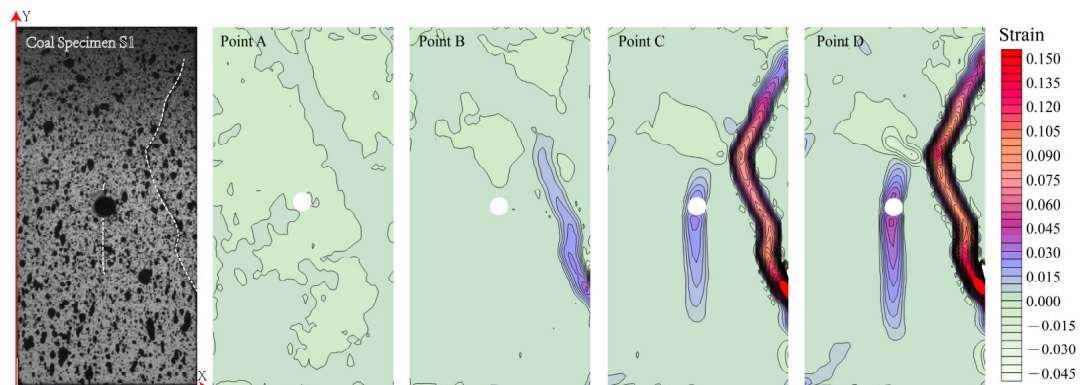 Y
Coal Specimen S1
X
Point A
Point B
Point C
Point D
Strain
0.150
0.135
0.120
0.105
0.090
0.075
0.060
0.045
0.030
0.015
0.000
−0.015
−0.030
−0.045